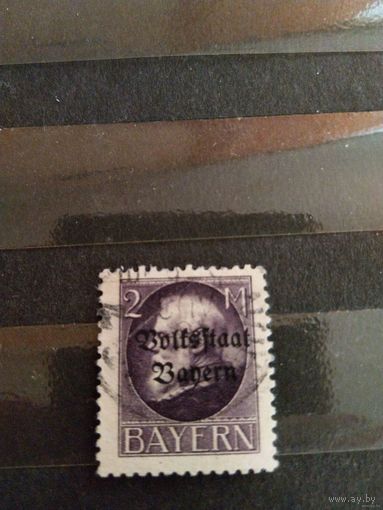 2 M
Volksstaat
Bayern
BAYERN
www.ay.by